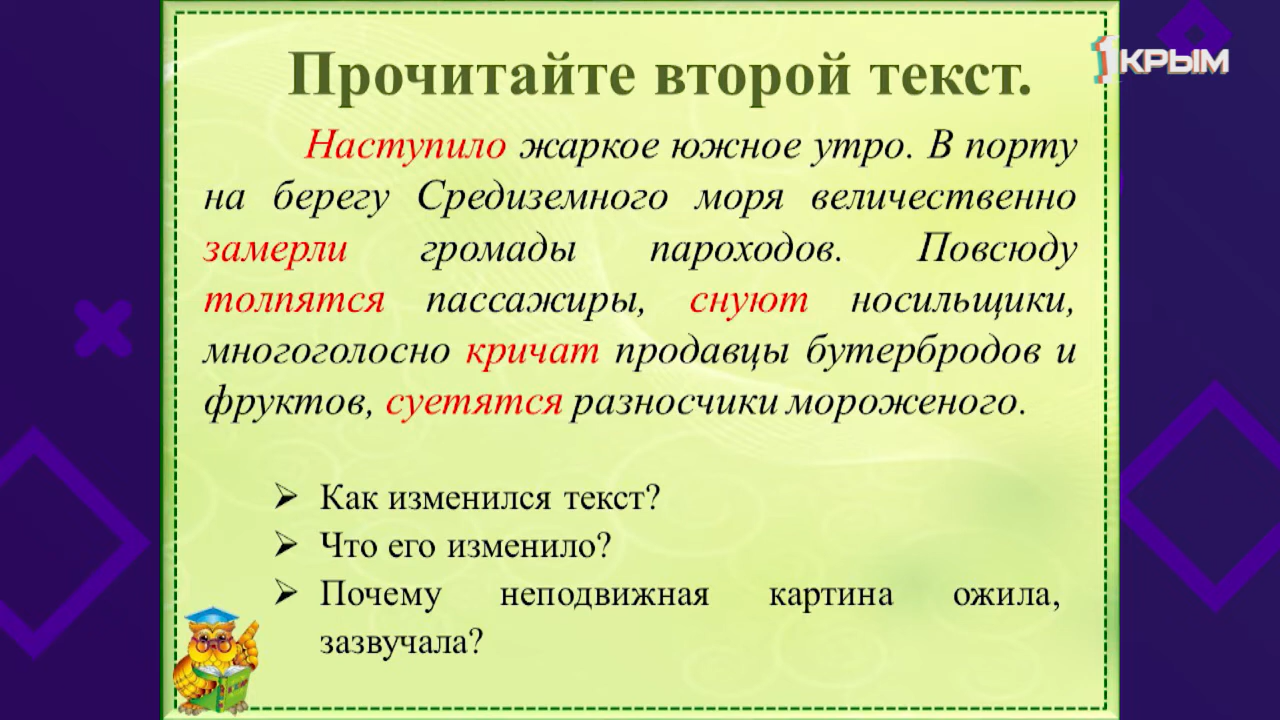 Прочитайте второй текст.
1КРЫМ
Наступило жаркое южное утро. В порту
на берегу Средиземного моря величественно
замерли громады пароходов. Повсюду
толпятся пассажиры, снуют носильщики,
многоголосно кричат продавцы бутербродов и
фруктов, суетятся разносчики мороженого.
Как изменился текст?
Что его изменило?
Почему неподвижная картина ожила,
зазвучала?